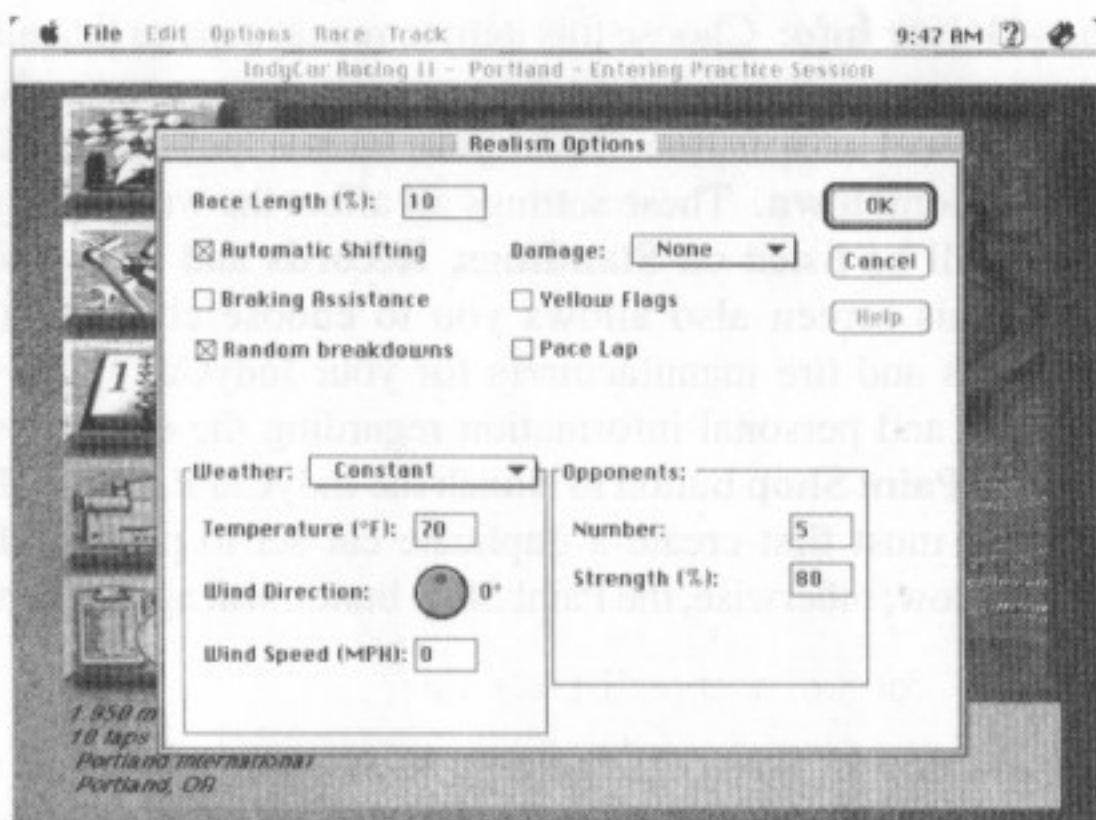 File Edit Options Race Track 9:47 AM
IndyCar Racing II - Portland - Entering Practice Session
Realism Options
Race Length (%): 10
OK
Automatic Shifting
Damage: None
Cancel
Braking Assistance
Yellow Flags
Help
Random breakdowns
Pace Lap
1
Weather: Constant
Opponents:
Temperature (°F): 70
Number: 5
Wind Direction: 0°
Strength (%): 80
Wind Speed (MPH): 0
1.950 m
10 laps
Portland International
Portland, OR